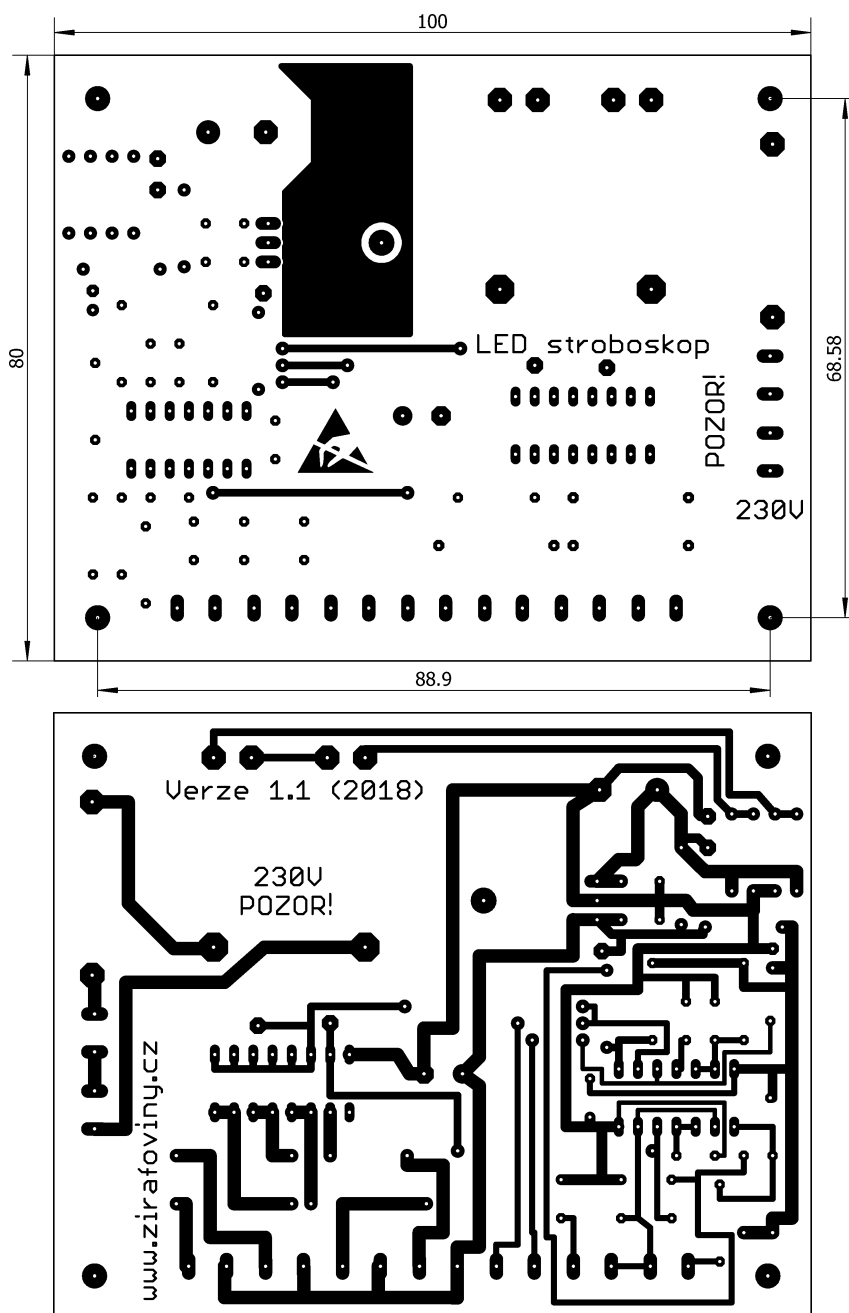 100
80
68.58
LED stroboskop
POZOR!
230V
88.9
Verze 1.1 (2018)
230V
POZOR!
www.zirafoviny.cz